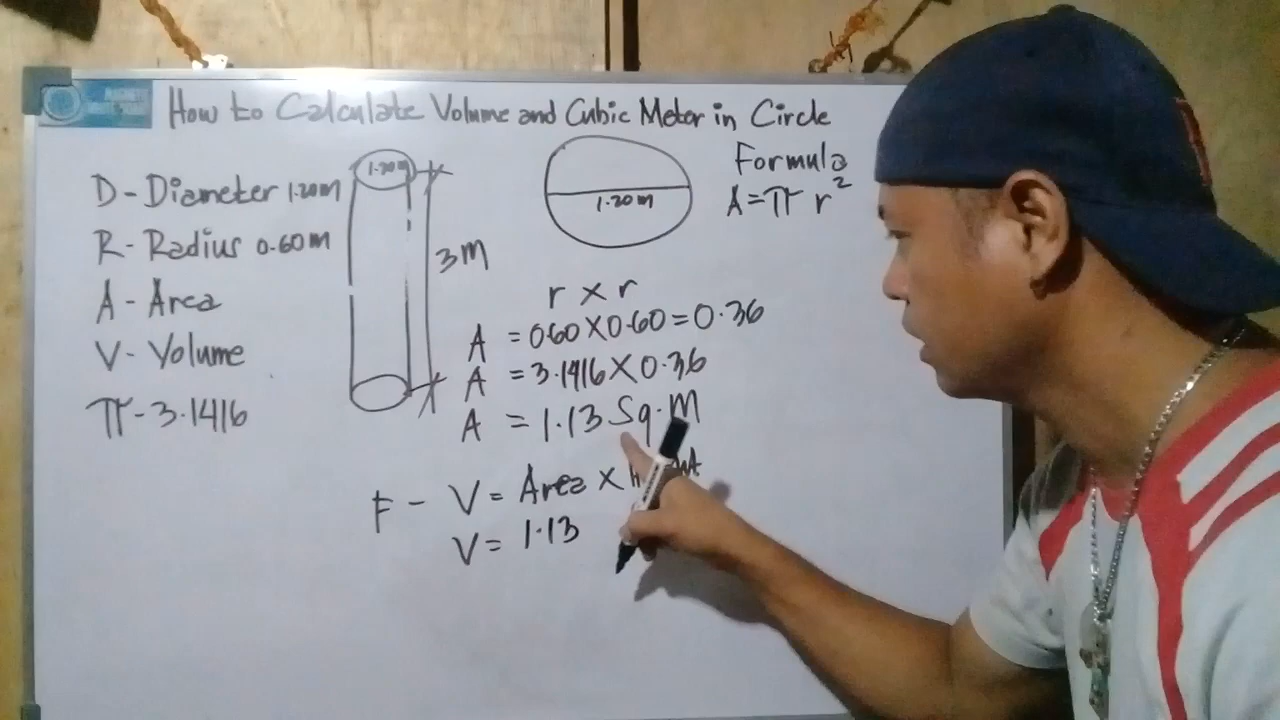 How to Calculate Volume and Cubic Meter in Circle
D - Diameter 1.20m
R - Radius 0.60m
A - Area
V - Volume
π - 3.1416
1.20m
3M
1.20m
Formula
A = π r²
r x r
A = 0.60 X 0.60 = 0.36
A = 3.1416 X 0.36
A = 1.13 Sq.M
F - V = Area x
V = 1.13